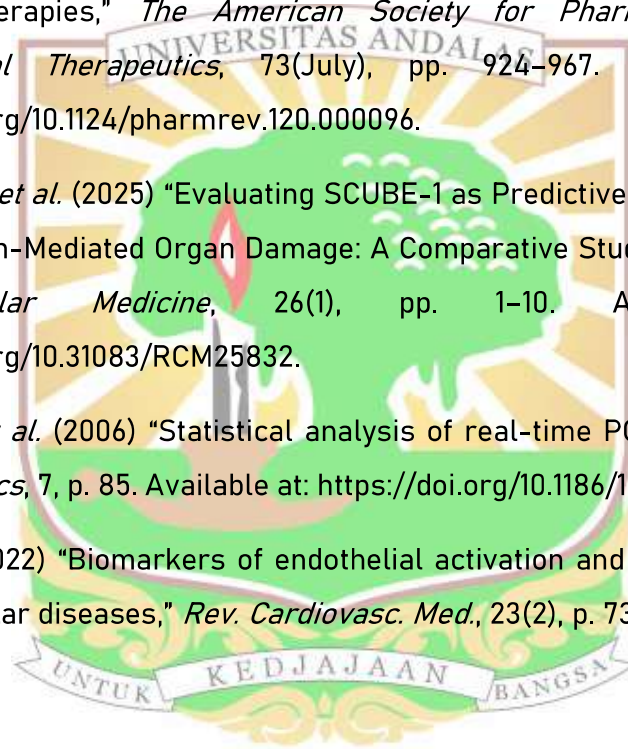 erapies,” The American Society for Phar
UNIVERSITAS ANDALAS
l Therapeutics, 73(July), pp. 924–967.
rg/10.1124/pharmrev.120.000096.
et al. (2025) “Evaluating SCUBE-1 as Predictive
n-Mediated Organ Damage: A Comparative Stud
lar Medicine, 26(1), pp. 1–10. A
rg/10.31083/RCM25832.
al. (2006) “Statistical analysis of real-time PC
cs, 7, p. 85. Available at: https://doi.org/10.1186/1
022) “Biomarkers of endothelial activation and
lar diseases,” Rev. Cardiovasc. Med., 23(2), p. 73
UNTUK KEDJAJAAN BANGSA